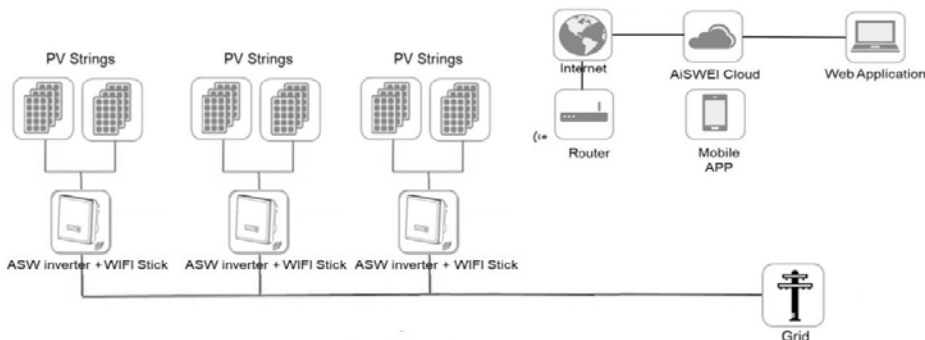 PV Strings
PV Strings
PV Strings
Internet
AiSWEI Cloud
Web Application
Router
Mobile
APP
ASW inverter + WIFI Stick
ASW inverter + WIFI Stick
ASW inverter + WIFI Stick
Grid